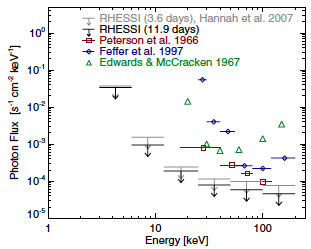 RHESSI (3.6 days), Hannah et al. 2007
RHESSI (11.9 days)
Peterson et al. 1966
Feffer et al. 1997
Edwards & McCracken 1967
10^0
10^-1
10^-2
10^-3
10^-4
10^-5
Photon Flux [s^-1 cm^-2 keV^-1]
1 10 100
Energy [keV]